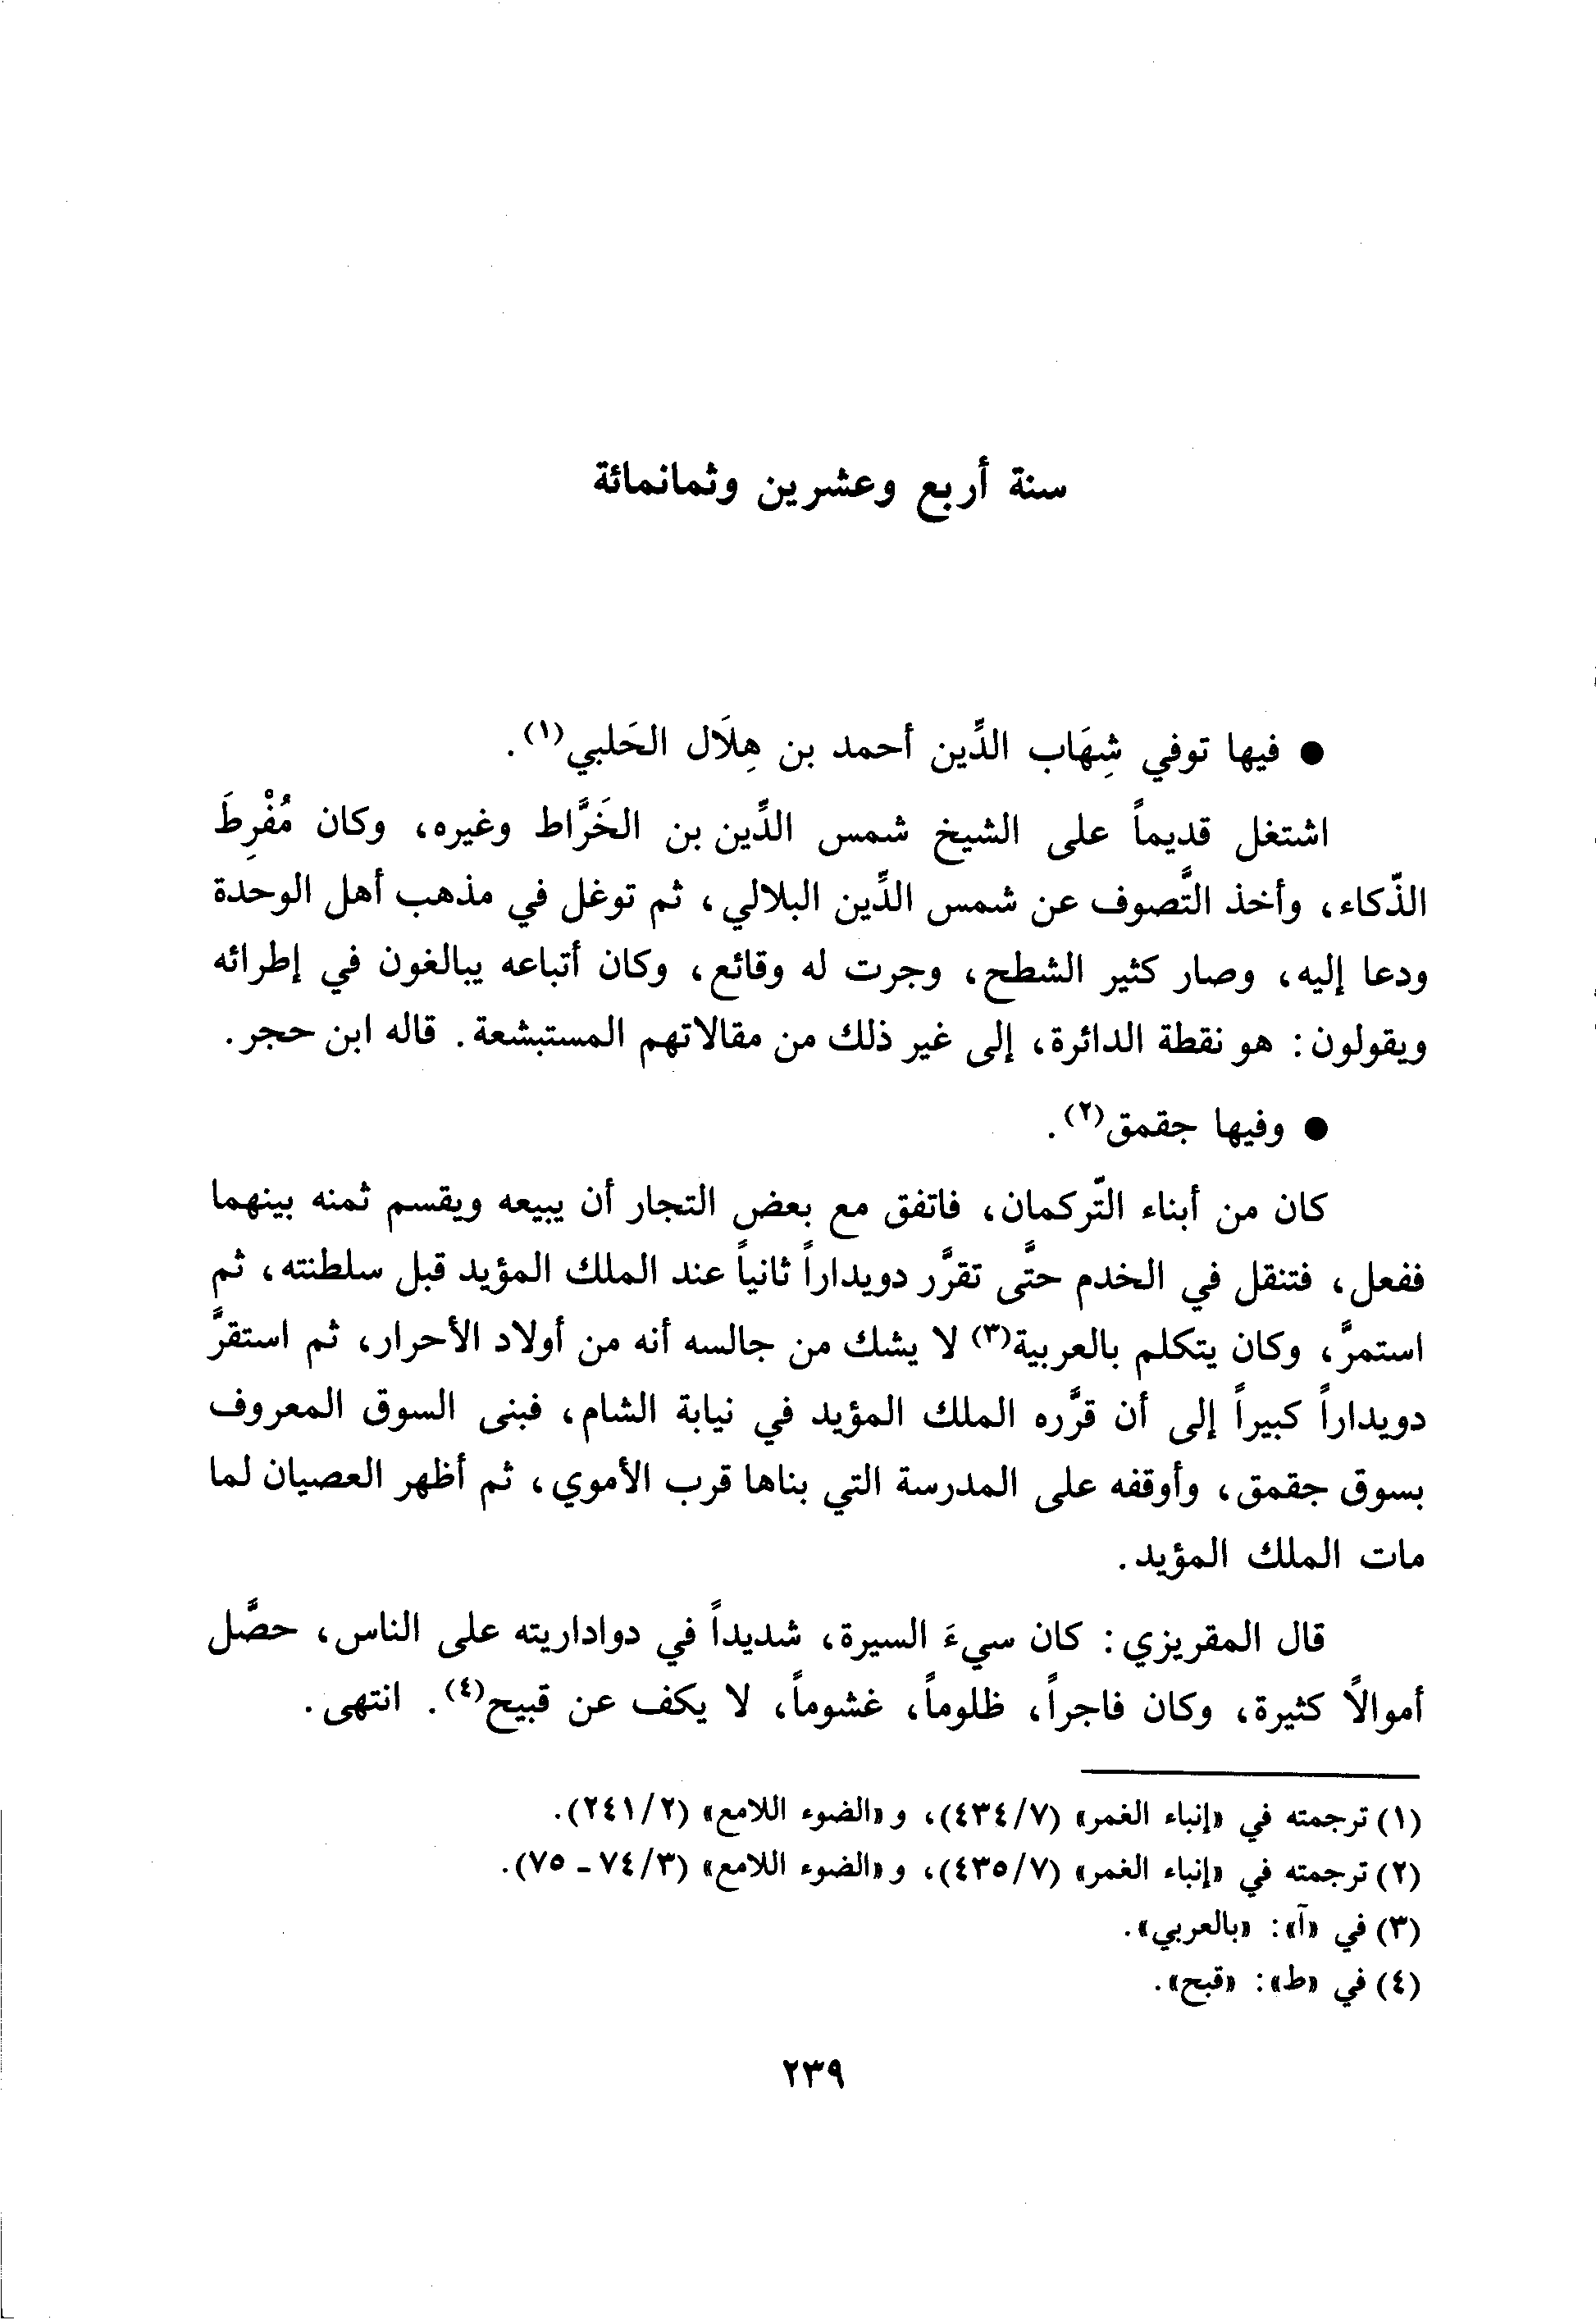 سنة أربع وعشرين وثمانمائة
● فيها توفي شِهَاب الدِّين أحمد بن هِلَال الحَلبي(١).
اشتغل قديماً على الشيخ شمس الدِّين بن الخَرَّاط وغيره، وكان مُفْرِطَ
الذّكاء، وأخذ التَّصوف عن شمس الدِّين البلالي، ثم توغل في مذهب أهل الوحدة
ودعا إليه، وصار كثير الشطح، وجرت له وقائع، وكان أتباعه يبالغون في إطرائه
ويقولون: هو نقطة الدائرة، إلى غير ذلك من مقالاتهم المستبشعة. قاله ابن حجر.
● وفيها جقمق(٢).
كان من أبناء التّركمان، فاتفق مع بعض التجار أن يبيعه ويقسم ثمنه بينهما
ففعل، فتنقل في الخدم حتَّى تقرَّر دويداراً ثانياً عند الملك المؤيد قبل سلطنته، ثم
استمرَّ، وكان يتكلم بالعربية(٣) لا يشك من جالسه أنه من أولاد الأحرار، ثم استقرَّ
دويداراً كبيراً إلى أن قرَّره الملك المؤيد في نيابة الشام، فبنى السوق المعروف
بسوق جقمق، وأوقفه على المدرسة التي بناها قرب الأموي، ثم أظهر العصيان لما
مات الملك المؤيد.
قال المقريزي: كان سيءَ السيرة، شديداً في دواداريته على الناس، حصَّل
أموالاً كثيرة، وكان فاجراً، ظلوماً، غشوماً، لا يكف عن قبيح(٤). انتهى.
(١) ترجمته في «إنباء الغمر» (٤٣٤/٧)، و«الضوء اللامع» (٢٤١/٢).
(٢) ترجمته في «إنباء الغمر» (٤٣٥/٧)، و«الضوء اللامع» (٧٤/٣ ـ ٧٥).
(٣) في «آ»: «بالعربي».
(٤) في «ط»: «قبح».
٢٣٩